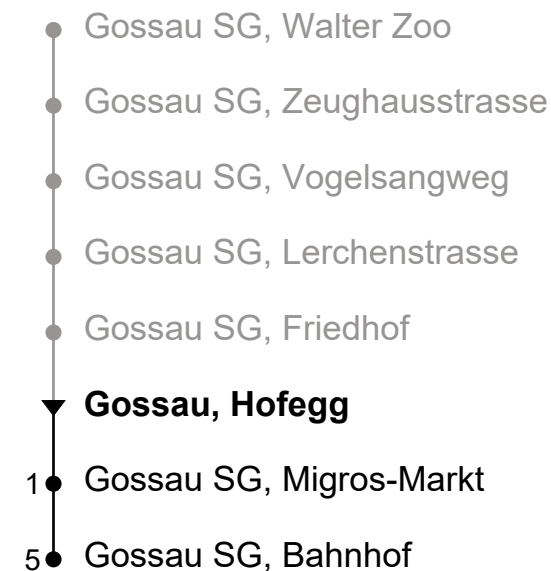 Gossau SG, Walter Zoo
Gossau SG, Zeughausstrasse
Gossau SG, Vogelsangweg
Gossau SG, Lerchenstrasse
Gossau SG, Friedhof
Gossau, Hofegg
1 Gossau SG, Migros-Markt
5 Gossau SG, Bahnhof